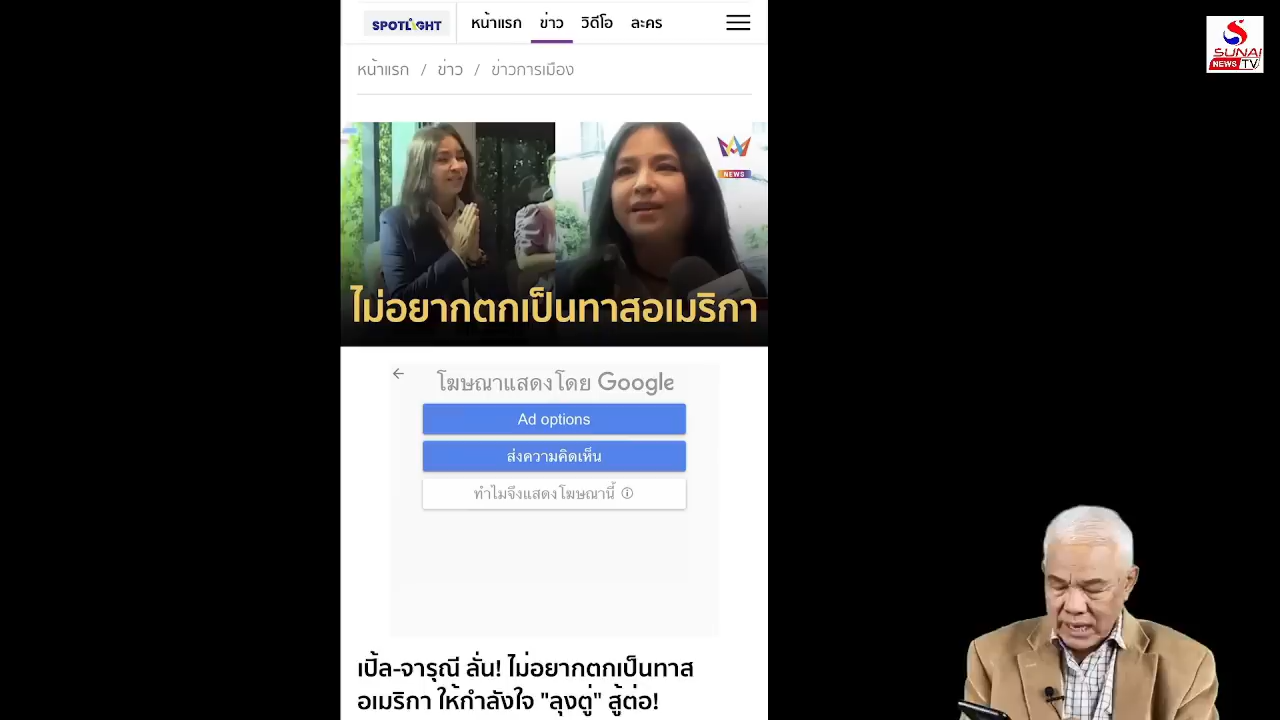 SPOTLIGHT
หน้าแรก ข่าว วิดีโอ ละคร
SUNAI
NEWS TV
หน้าแรก / ข่าว / ข่าวการเมือง
NEWS
ไม่อยากตกเป็นทาสอเมริกา
โฆษณาแสดงโดย Google
Ad options
ส่งความคิดเห็น
ทำไมจึงแสดงโฆษณานี้
เปิ้ล-จารุณี ลั่น! ไม่อยากตกเป็นทาส
อเมริกา ให้กำลังใจ "ลุงตู่" สู้ต่อ!